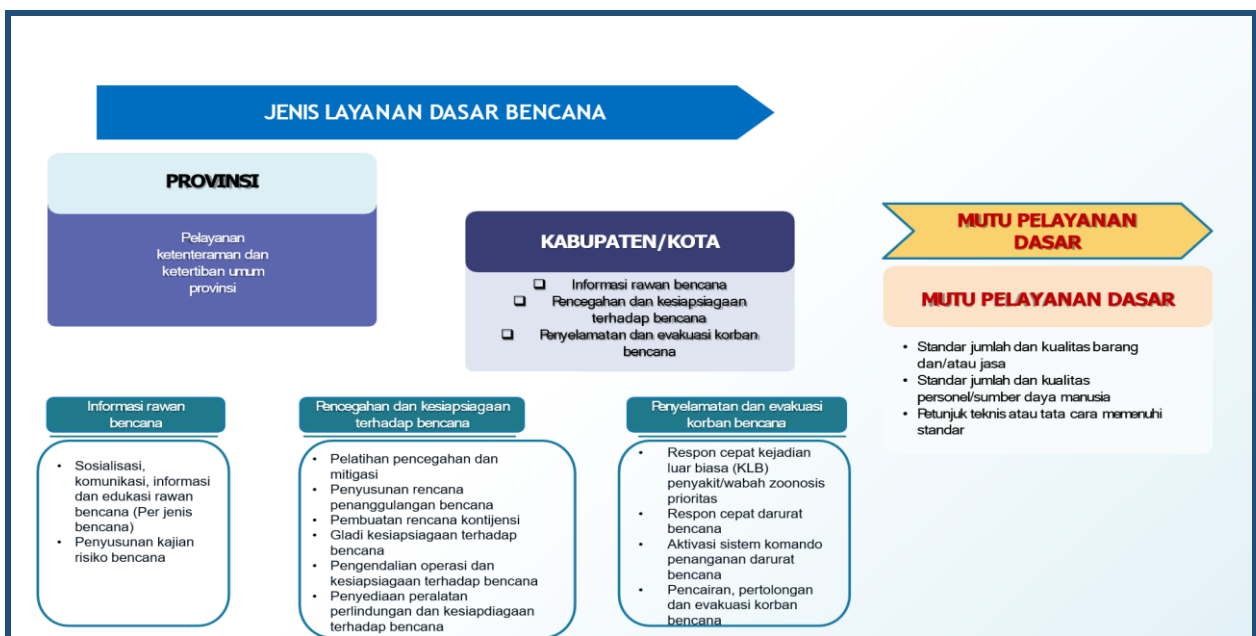 JENIS LAYANAN DASAR BENCANA
PROVINSI
Pelayanan
ketenteraman dan
ketertiban umum
provinsi
KABUPATEN/KOTA
Informasi rawan bencana
Pencegahan dan kesiapsiagaan
terhadap bencana
Penyelamatan dan evakuasi korban
bencana
MUTU PELAYANAN
DASAR
MUTU PELAYANAN DASAR
• Standar jumlah dan kualitas barang
dan/atau jasa
• Standar jumlah dan kualitas
personel/sumber daya manusia
• Petunjuk teknis atau tata cara memenuhi
standar
Informasi rawan
bencana
• Sosialisasi,
komunikasi, informasi
dan edukasi rawan
bencana (Per jenis
bencana)
• Penyusunan kajian
risiko bencana
Pencegahan dan kesiapsiagaan
terhadap bencana
• Pelatihan pencegahan dan
mitigasi
• Penyusunan rencana
penanggulangan bencana
• Pembuatan rencana kontijensi
• Gladi kesiapsiagaan terhadap
bencana
• Pengendalian operasi dan
kesiapsiagaan terhadap bencana
• Penyediaan peralatan
perlindungan dan kesiapdiagaan
terhadap bencana
Penyelamatan dan evakuasi
korban bencana
• Respon cepat kejadian
luar biasa (KLB)
penyakit/wabah zoonosis
prioritas
• Respon cepat darurat
bencana
• Aktivasi sistem komando
penanganan darurat
bencana
• Pencairan, pertolongan
dan evakuasi korban
bencana